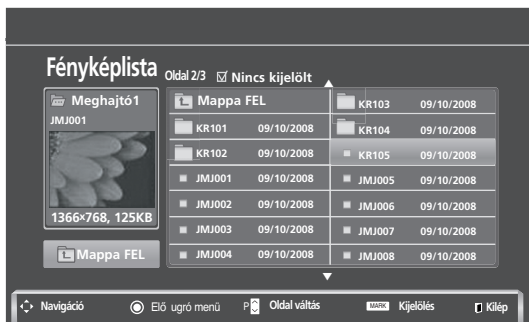 Fényképlista Oldal 2/3 Nincs kijelölt
Meghajtó1
JMJ001
1366×768, 125KB
Mappa FEL
Mappa FEL
KR101 09/10/2008
KR102 09/10/2008
JMJ001 09/10/2008
JMJ002 09/10/2008
JMJ003 09/10/2008
JMJ004 09/10/2008
KR103 09/10/2008
KR104 09/10/2008
KR105 09/10/2008
JMJ005 09/10/2008
JMJ006 09/10/2008
JMJ007 09/10/2008
JMJ008 09/10/2008
Navigáció Elő ugró menü P Oldal váltás MARK Kijelölés Kilép